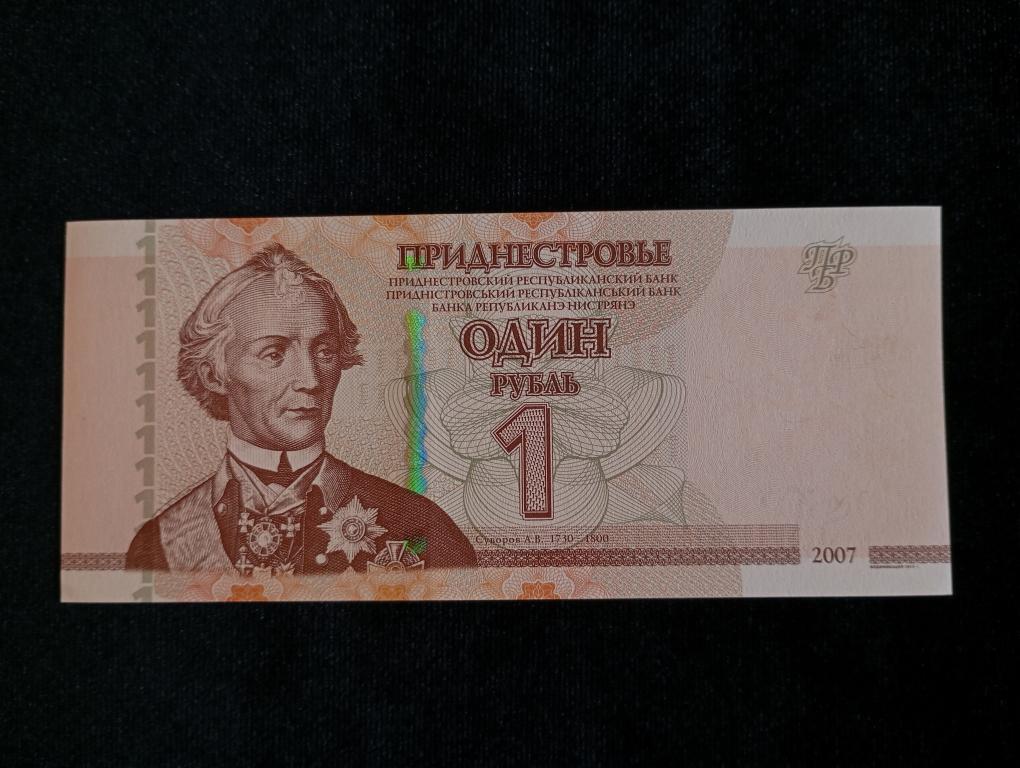 ПРИДНЕСТРОВЬЕ
ПРИДНЕСТРОВСКИЙ РЕСПУБЛИКАНСКИЙ БАНК
ПРИДНІСТРОВСЬКИЙ РЕСПУБЛІКАНСЬКИЙ БАНК
БАНКА РЕПУБЛИКАНЭ НИСТРЯНЭ
ОДИН
РУБЛЬ
1
Суворов А.В. 1730 - 1800
2007
ПРБ